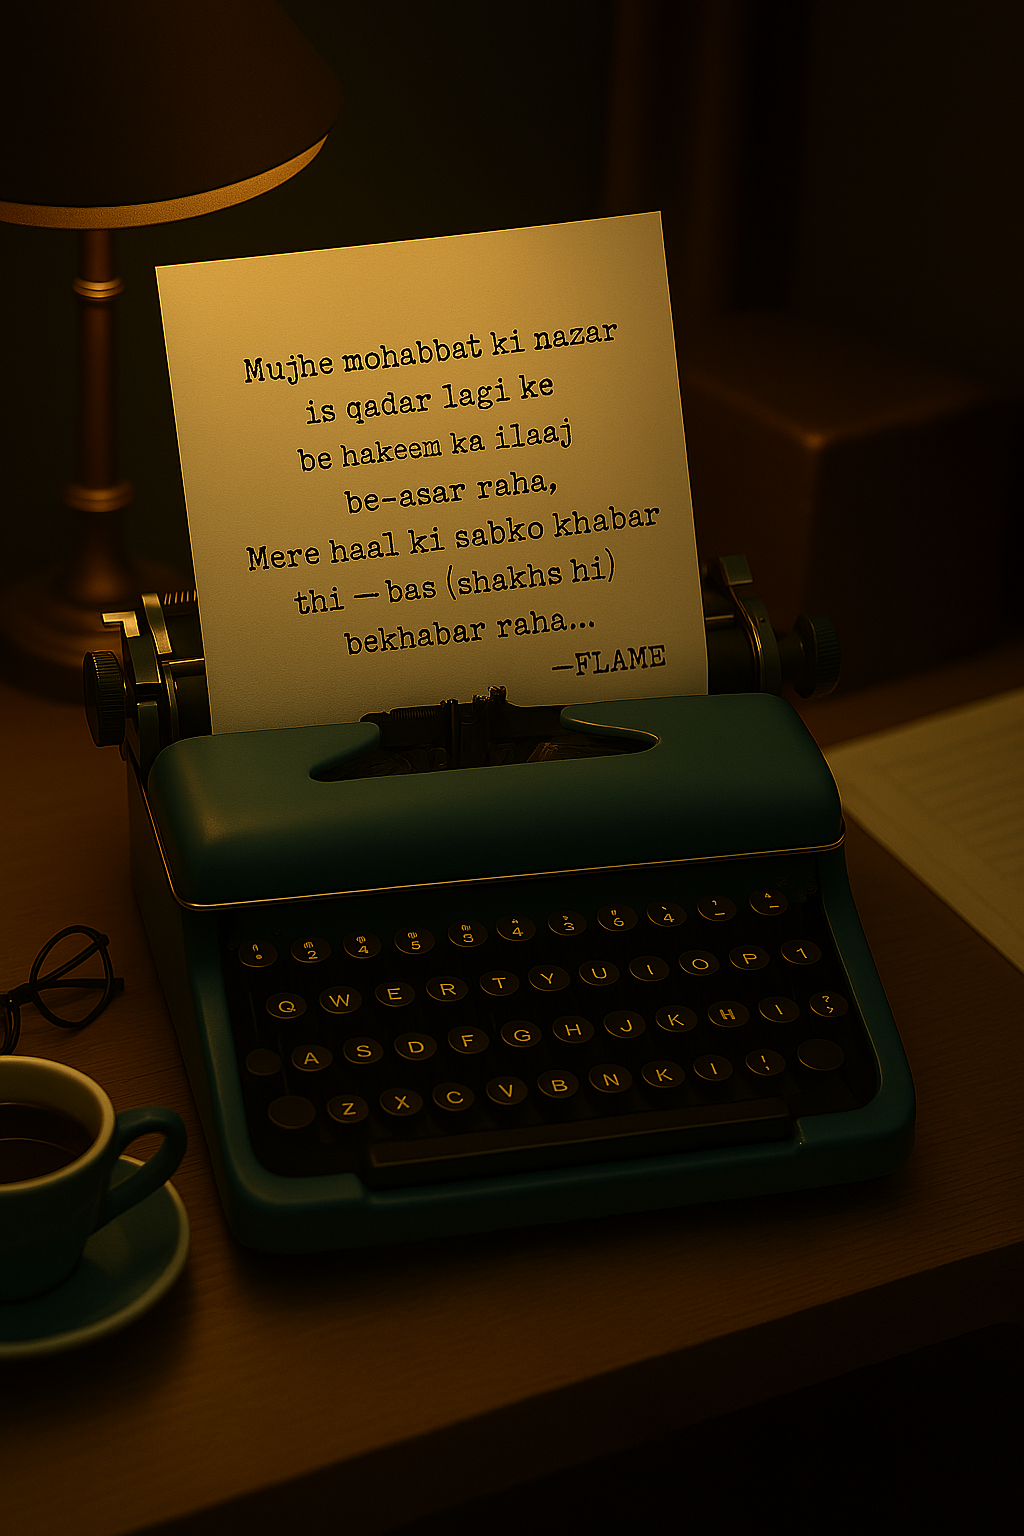 Mujhe mohabbat ki nazar
is qadar lagi ke
be hakeem ka ilaaj
be-asar raha,
Mere haal ki sabko khabar
thi — bas (shakhs hi)
bekhabar raha...
—FLAME
Q W E R T Y U I O P
A S D F G H J K
Z X C V B N K I